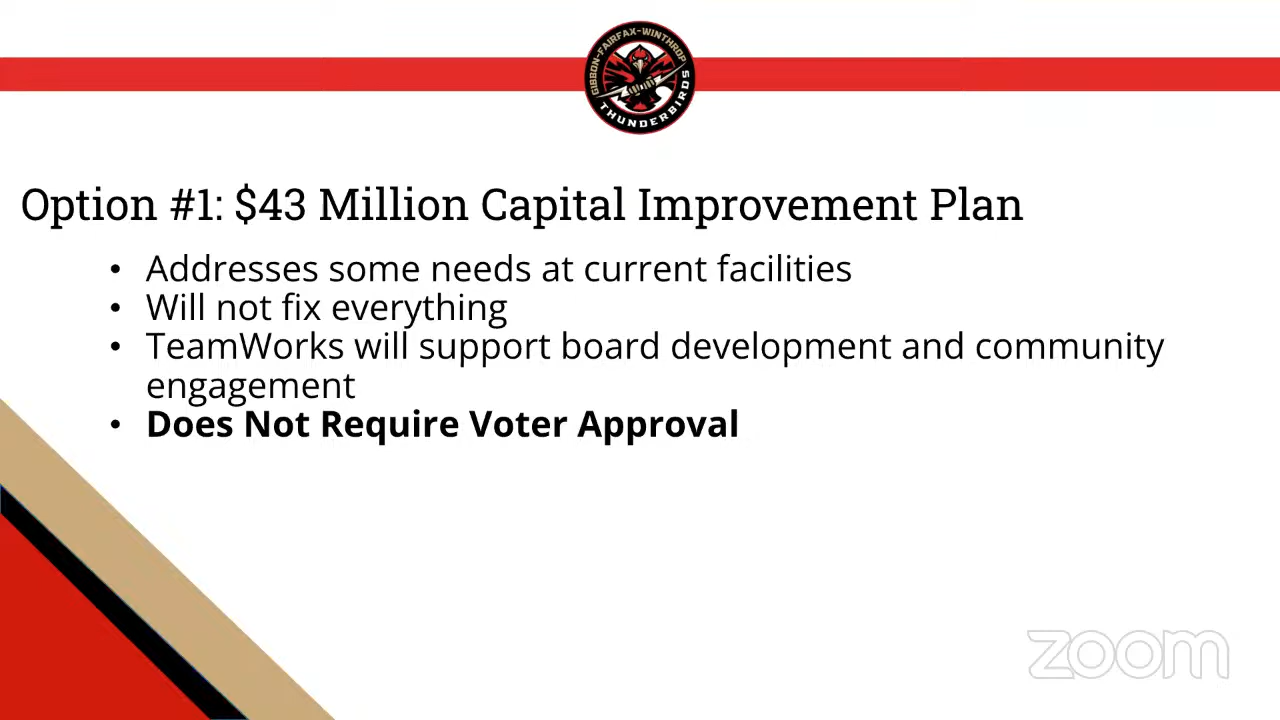 GIBBON-FAIRFAX-WINTHROP
THUNDERBIRDS
Option #1: $43 Million Capital Improvement Plan
• Addresses some needs at current facilities
• Will not fix everything
• TeamWorks will support board development and community
engagement
• Does Not Require Voter Approval
zoom